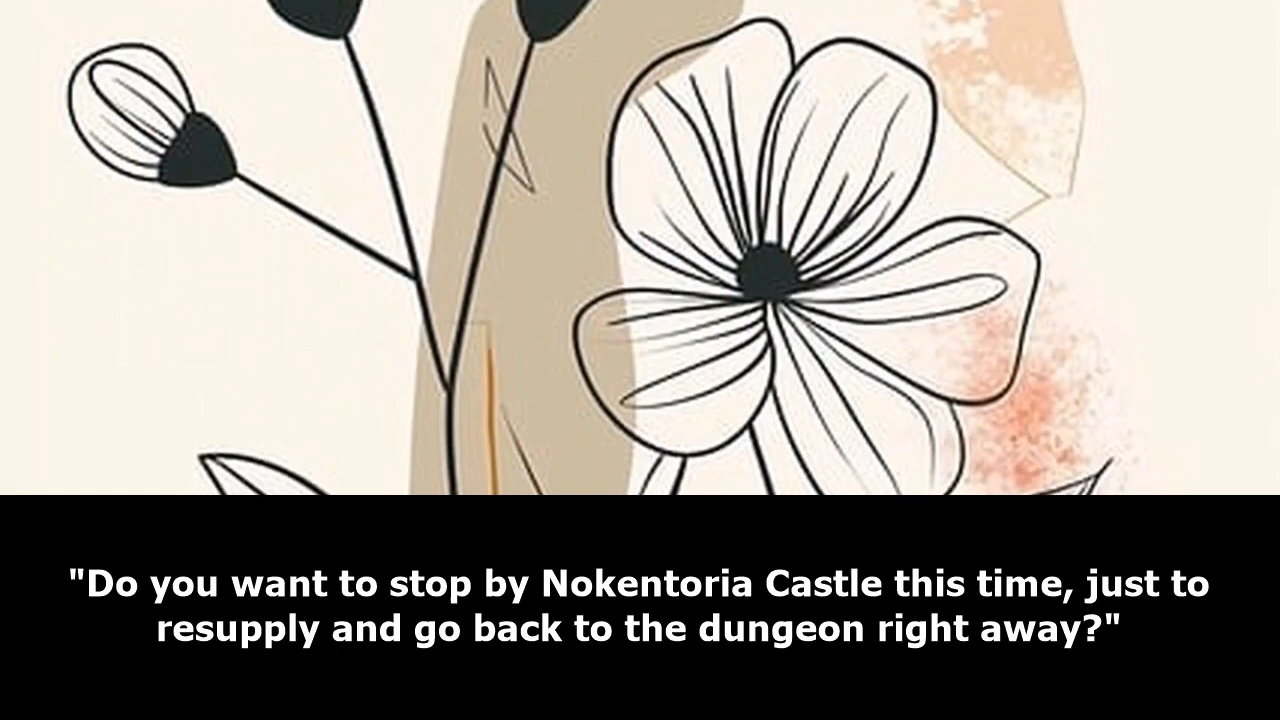 "Do you want to stop by Nokentoria Castle this time, just to
resupply and go back to the dungeon right away?"